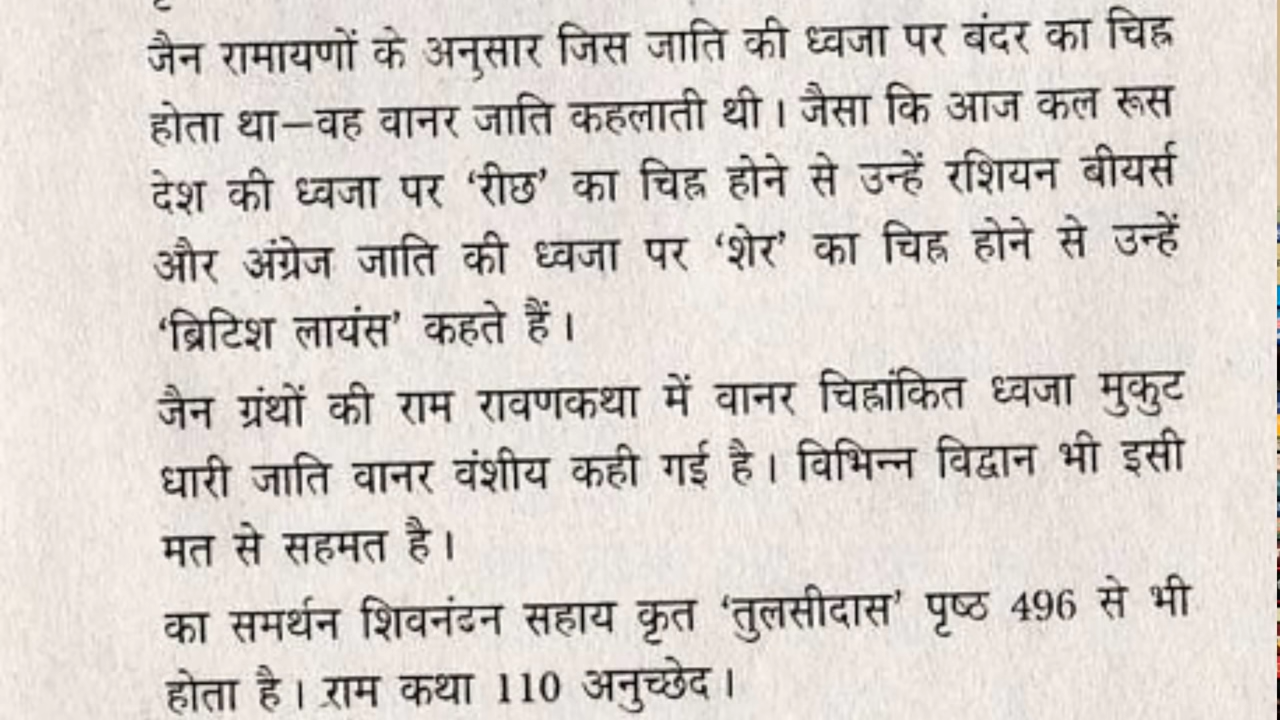 जैन रामायणों के अनुसार जिस जाति की ध्वजा पर बंदर का चिह्न
होता था—वह वानर जाति कहलाती थी। जैसा कि आज कल रूस
देश की ध्वजा पर ‘रीछ’ का चिह्न होने से उन्हें रशियन बीयर्स
और अंग्रेज जाति की ध्वजा पर ‘शेर’ का चिह्न होने से उन्हें
‘ब्रिटिश लायंस’ कहते हैं।
जैन ग्रंथों की राम रावणकथा में वानर चिह्नांकित ध्वजा मुकुट
धारी जाति वानर वंशीय कही गई है। विभिन्न विद्वान भी इसी
मत से सहमत है।
का समर्थन शिवनंदन सहाय कृत ‘तुलसीदास’ पृष्ठ 496 से भी
होता है। राम कथा 110 अनुच्छेद।